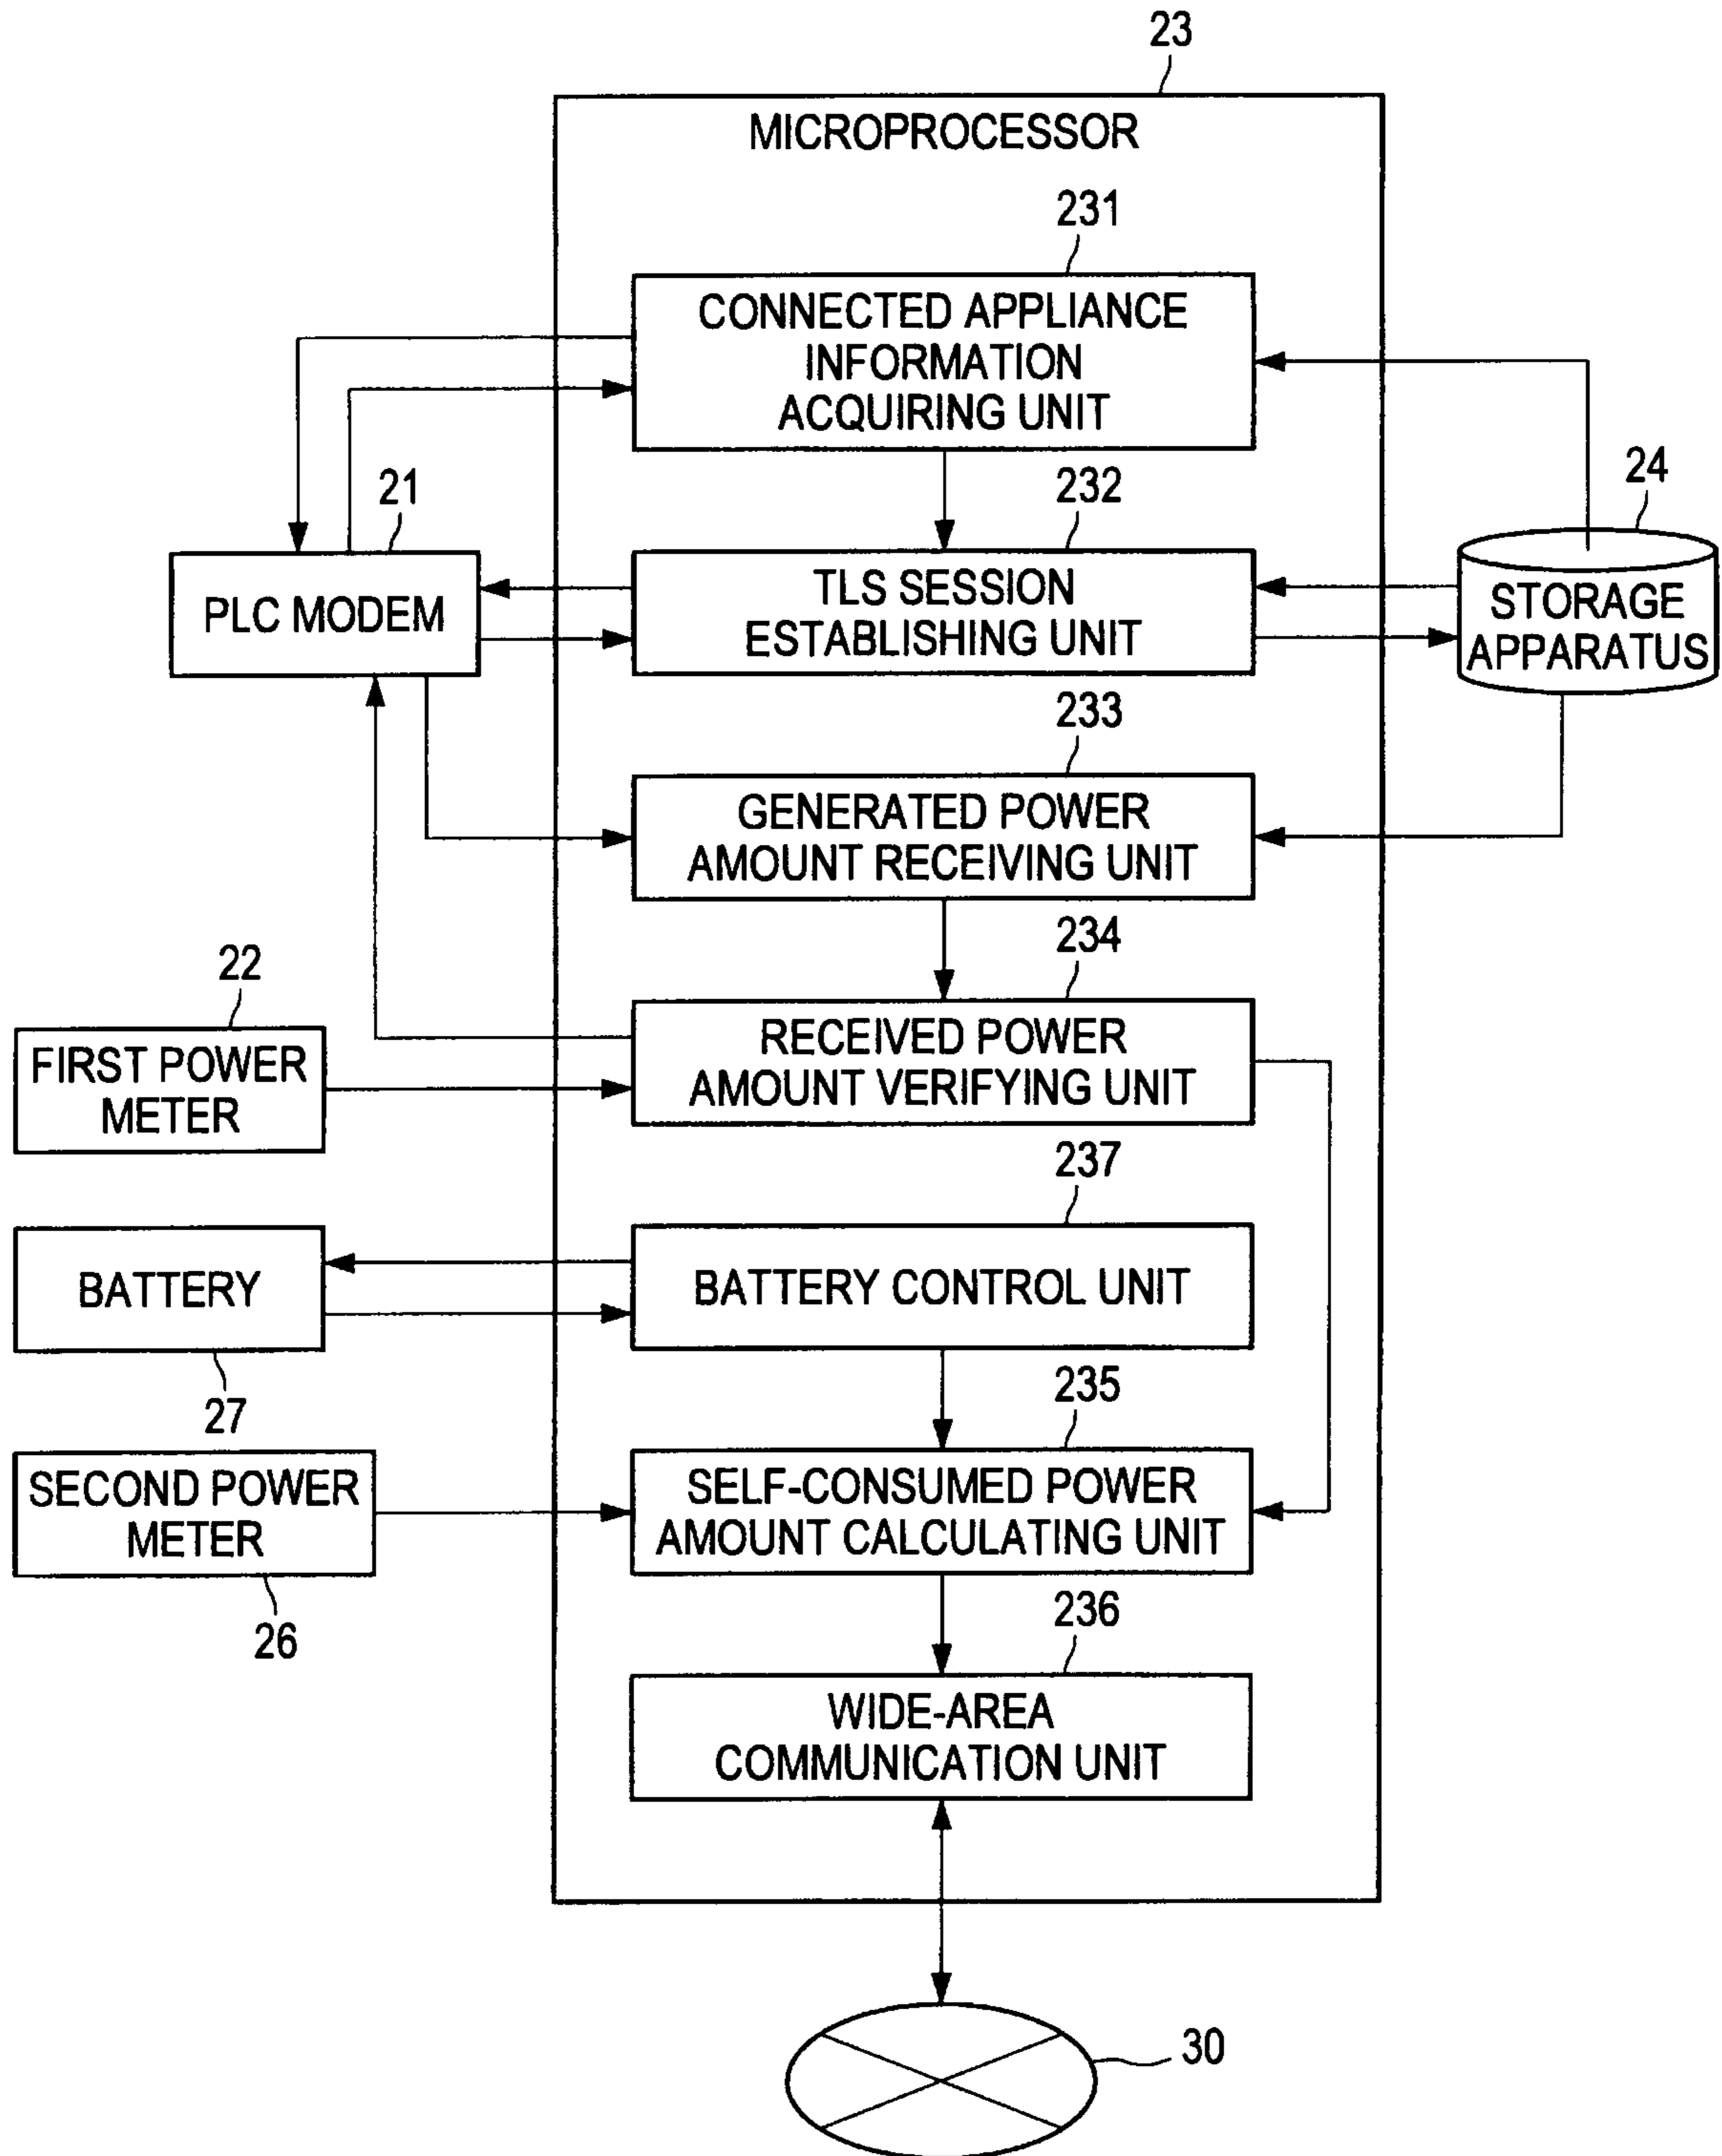 23
MICROPROCESSOR
231
CONNECTED APPLIANCE
INFORMATION
ACQUIRING UNIT
21
232
24
PLC MODEM
TLS SESSION
ESTABLISHING UNIT
STORAGE
APPARATUS
233
GENERATED POWER
AMOUNT RECEIVING UNIT
22
234
FIRST POWER
METER
RECEIVED POWER
AMOUNT VERIFYING UNIT
237
BATTERY
BATTERY CONTROL UNIT
27
235
SECOND POWER
METER
SELF-CONSUMED POWER
AMOUNT CALCULATING UNIT
26
236
WIDE-AREA
COMMUNICATION UNIT
30